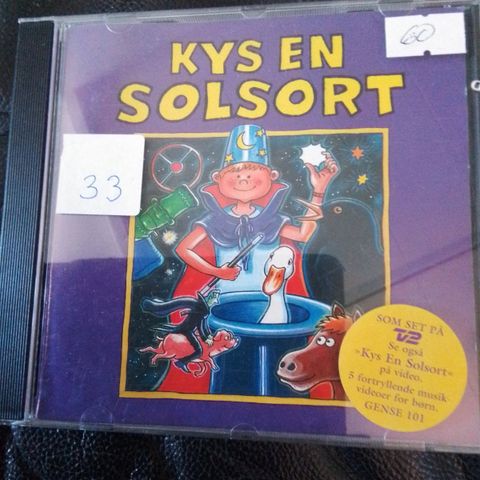 60
KYS EN
SOLSORT
33
SOM SET PÅ
TV2
Se også
»Kys En Solsort«
på video,
5 fortryllende musik-
videoer for børn.
GENSE 101